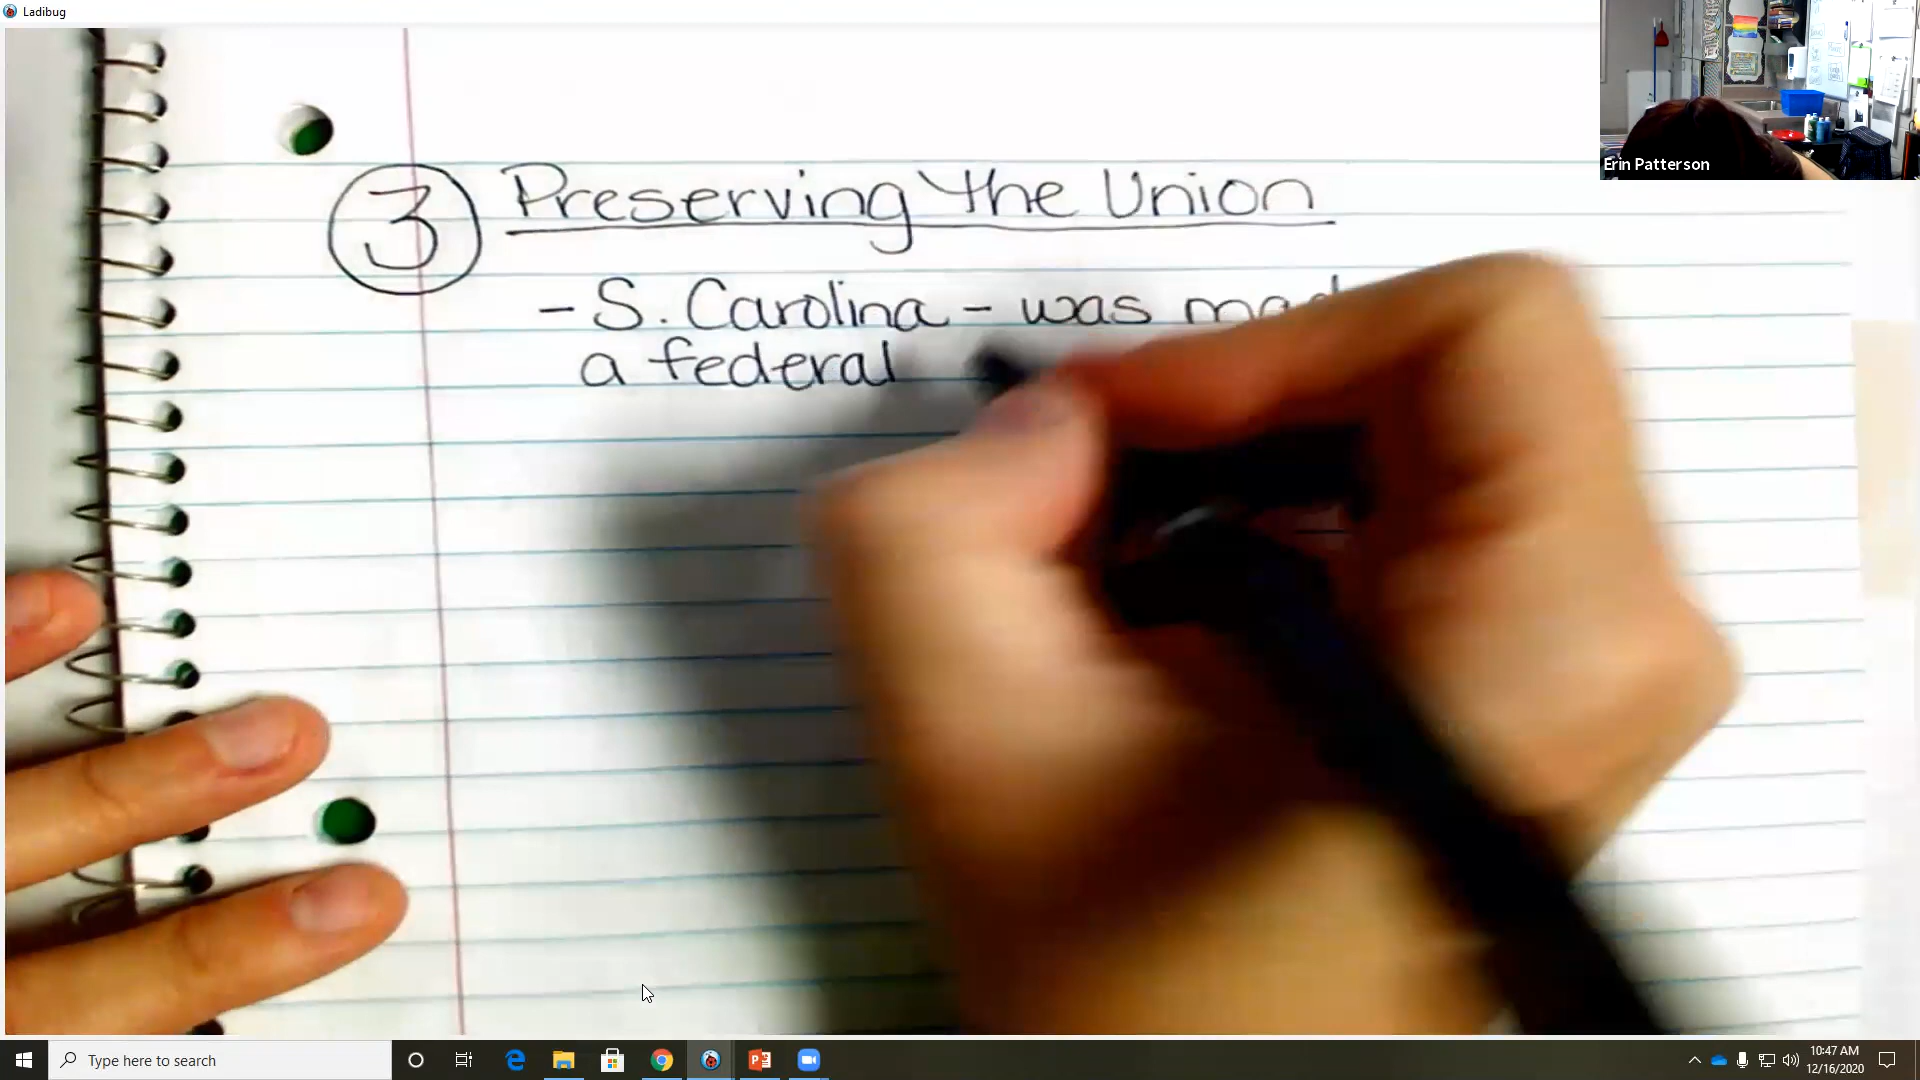 Ladibug
Erin Patterson
3 Preserving the Union
- S. Carolina - was
a federal
Type here to search
10:47 AM
12/16/2020